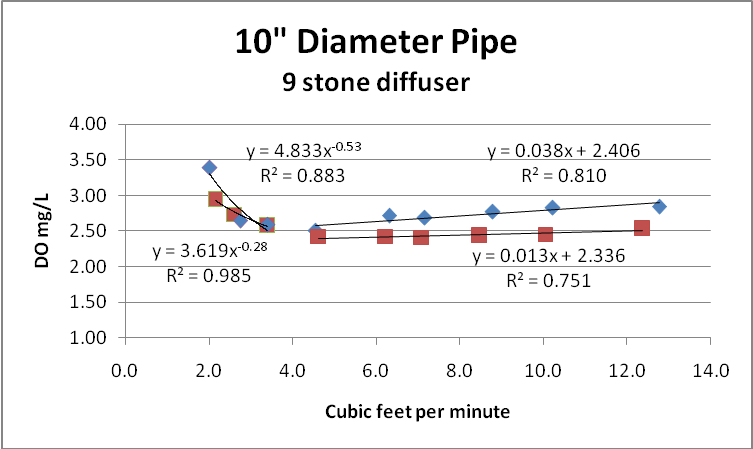 10" Diameter Pipe
9 stone diffuser
4.00
3.50
3.00
2.50
2.00
1.50
1.00
DO mg/L
y = 4.833x^-0.53
R² = 0.883
y = 0.038x + 2.406
R² = 0.810
y = 3.619x^-0.28
R² = 0.985
y = 0.013x + 2.336
R² = 0.751
0.0 2.0 4.0 6.0 8.0 10.0 12.0 14.0
Cubic feet per minute